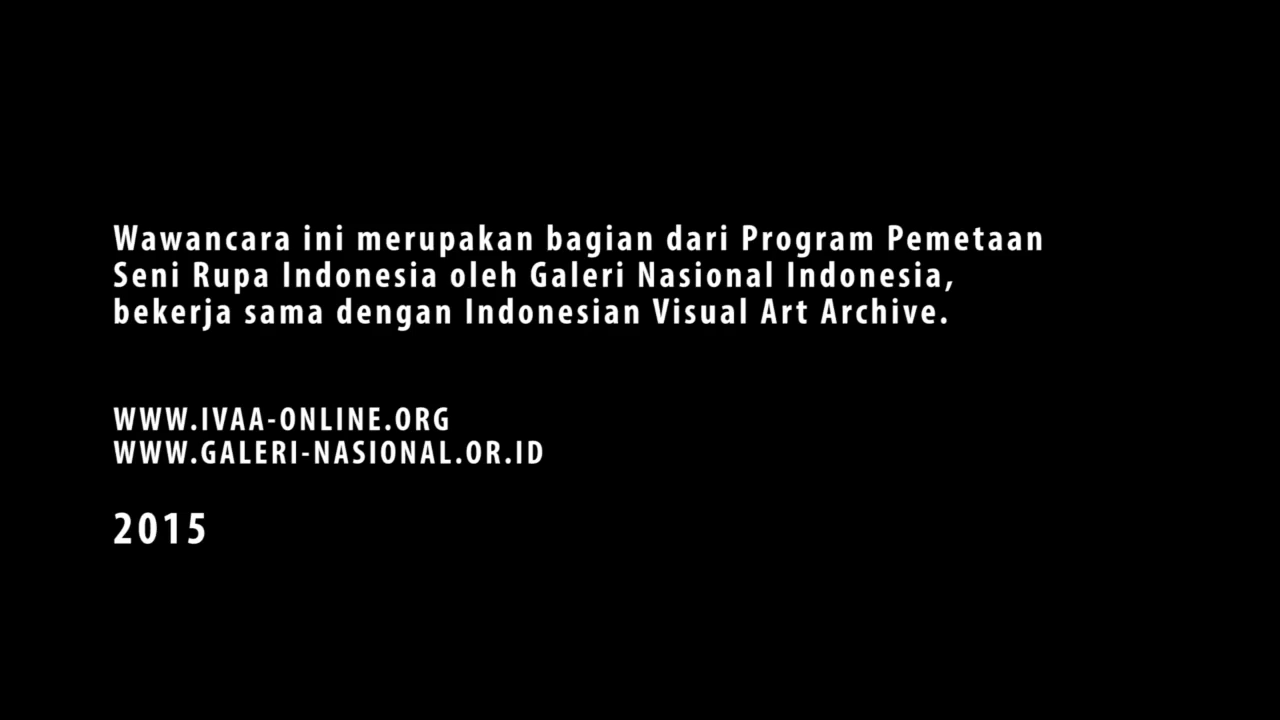 Wawancara ini merupakan bagian dari Program Pemetaan
Seni Rupa Indonesia oleh Galeri Nasional Indonesia,
bekerja sama dengan Indonesian Visual Art Archive.
WWW.IVAA-ONLINE.ORG
WWW.GALERI-NASIONAL.OR.ID
2015